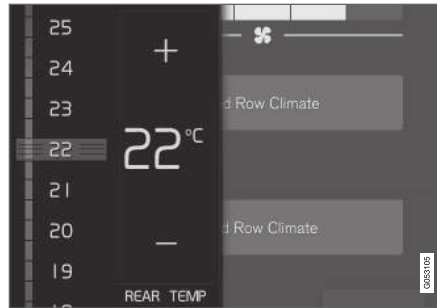 25
24
23
22
21
20
19
+
22°C
−
REAR TEMP
d Row Climate
d Row Climate
G053105